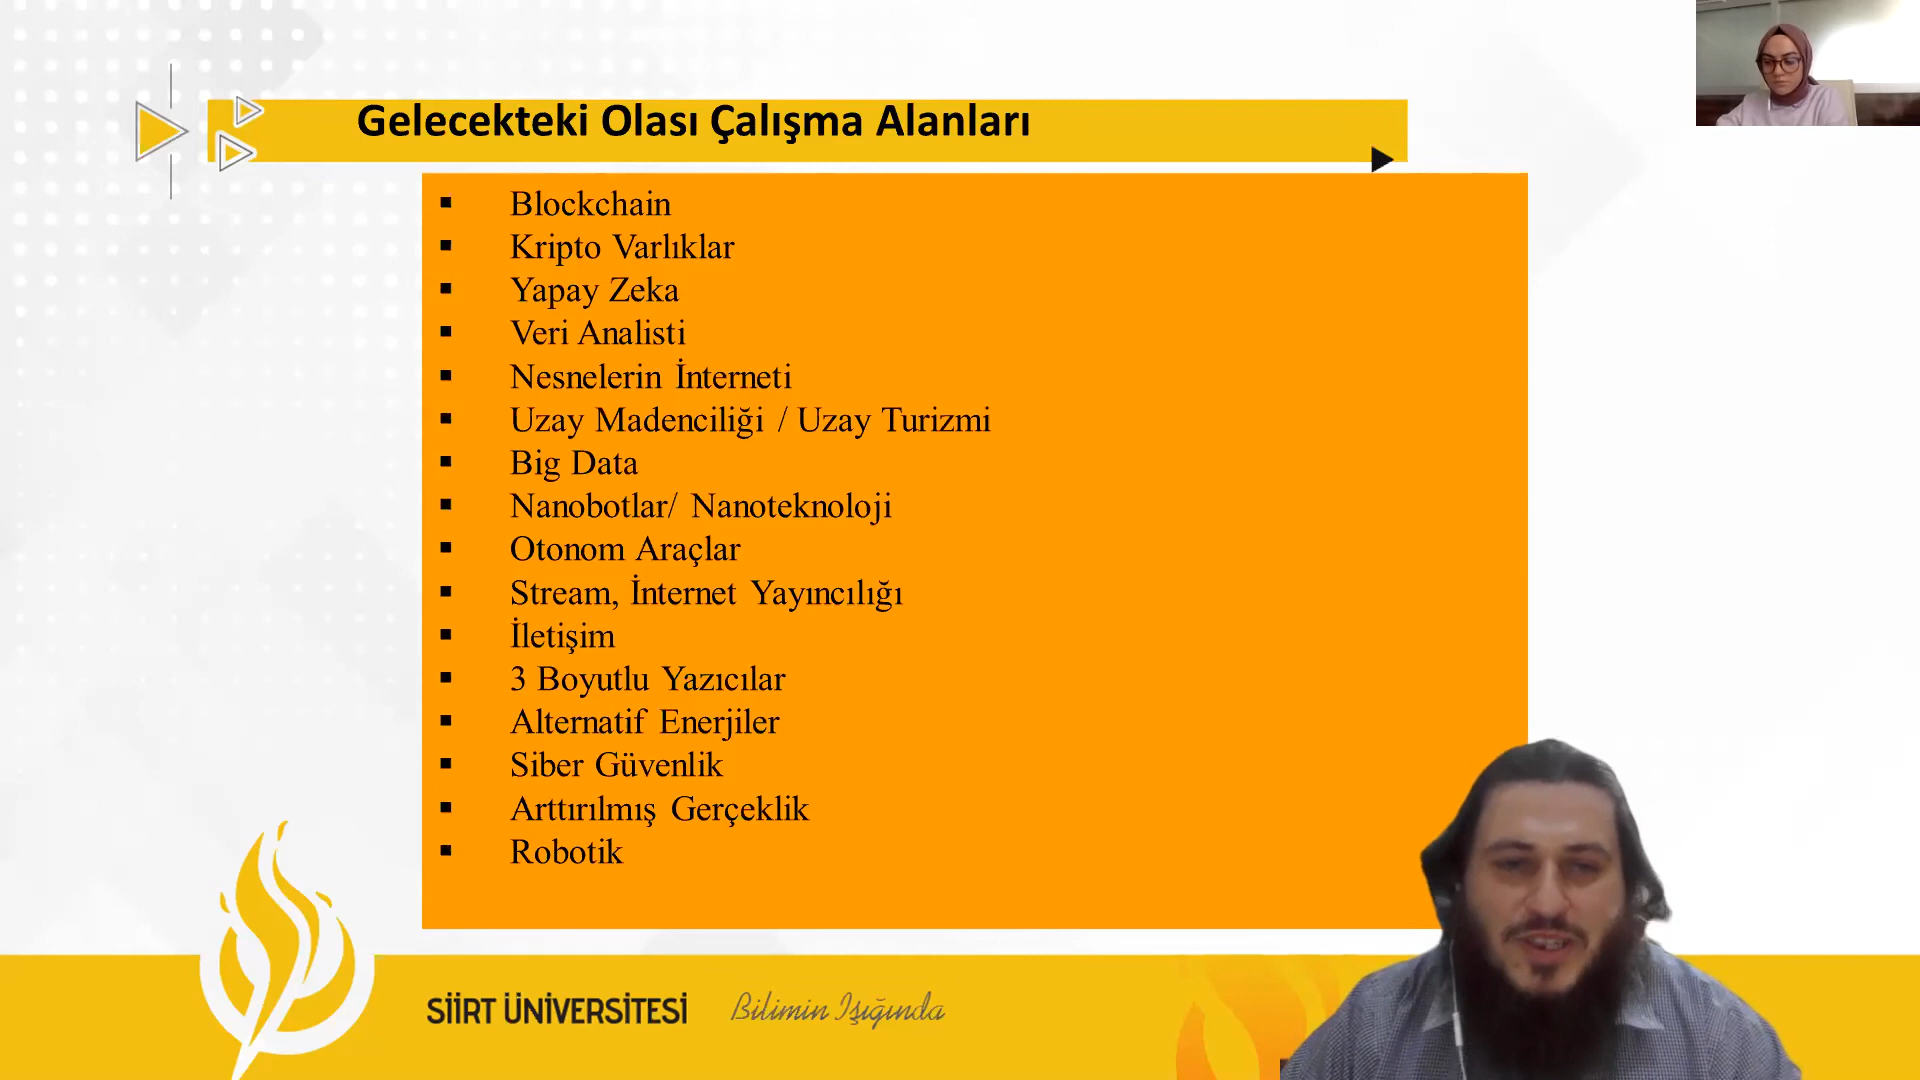 Gelecekteki Olası Çalışma Alanları
▪ Blockchain
▪ Kripto Varlıklar
▪ Yapay Zeka
▪ Veri Analisti
▪ Nesnelerin İnterneti
▪ Uzay Madenciliği / Uzay Turizmi
▪ Big Data
▪ Nanobotlar/ Nanoteknoloji
▪ Otonom Araçlar
▪ Stream, İnternet Yayıncılığı
▪ İletişim
▪ 3 Boyutlu Yazıcılar
▪ Alternatif Enerjiler
▪ Siber Güvenlik
▪ Arttırılmış Gerçeklik
▪ Robotik
SİİRT ÜNİVERSİTESİ Bilimin Işığında